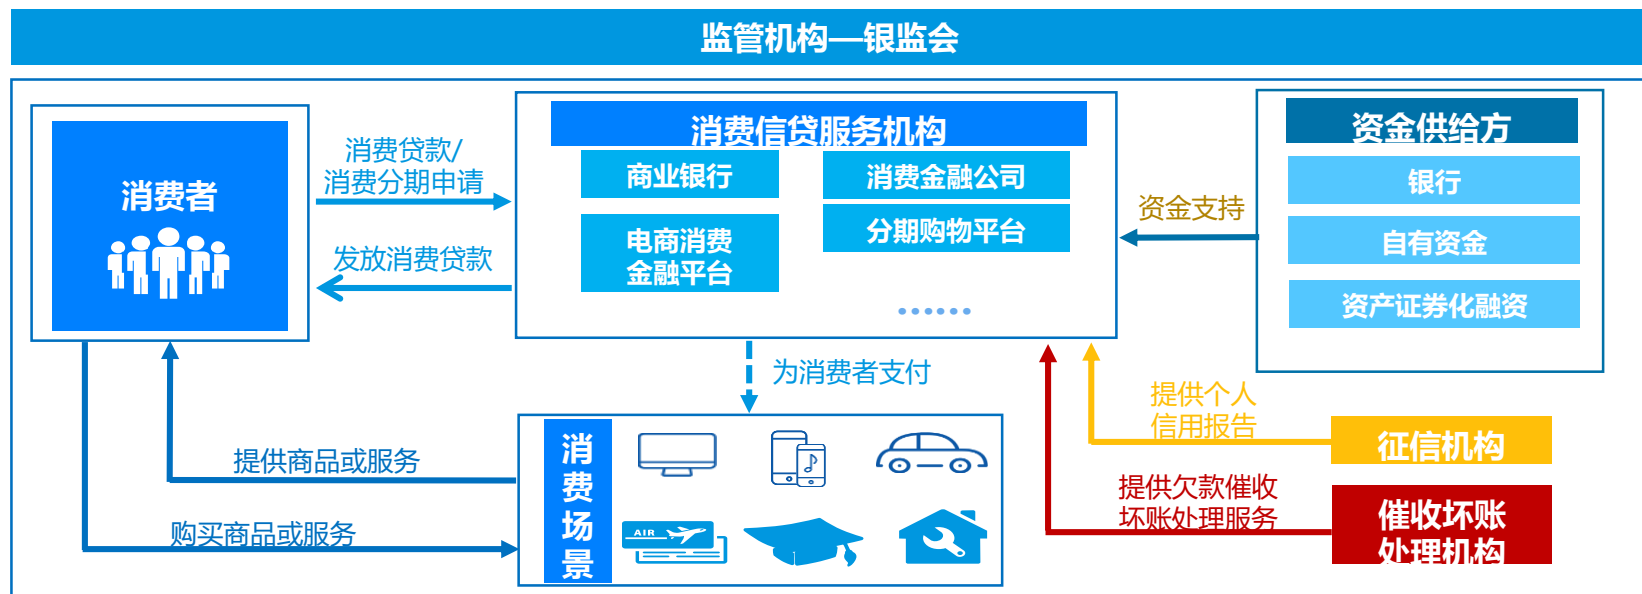 监管机构—银监会
消费者
消费贷款/
消费分期申请
发放消费贷款
消费信贷服务机构
商业银行
消费金融公司
电商消费
金融平台
分期购物平台
......
资金支持
资金供给方
银行
自有资金
资产证券化融资
为消费者支付
提供商品或服务
购买商品或服务
消
费
场
景
AIR
提供个人
信用报告
征信机构
提供欠款催收
坏账处理服务
催收坏账
处理机构